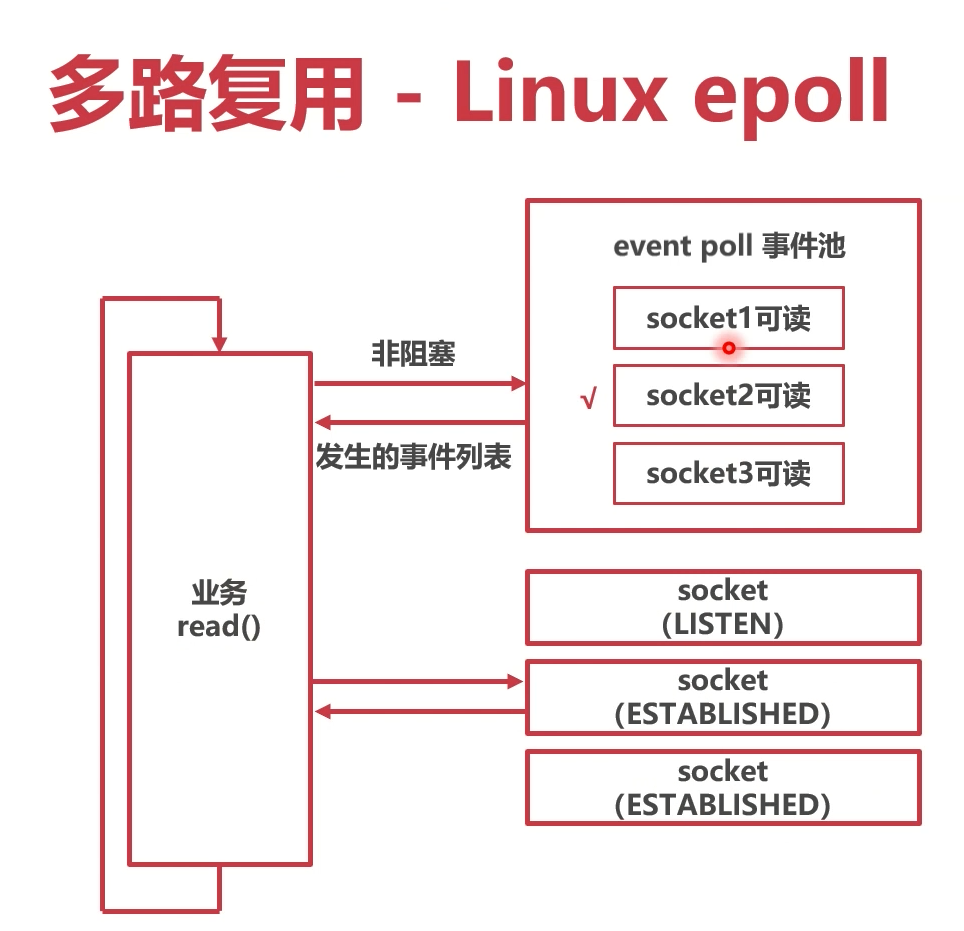 多路复用 - Linux epoll
event poll 事件池
socket1可读
非阻塞
√
socket2可读
发生的事件列表
socket3可读
业务
read()
socket
(LISTEN)
socket
(ESTABLISHED)
socket
(ESTABLISHED)